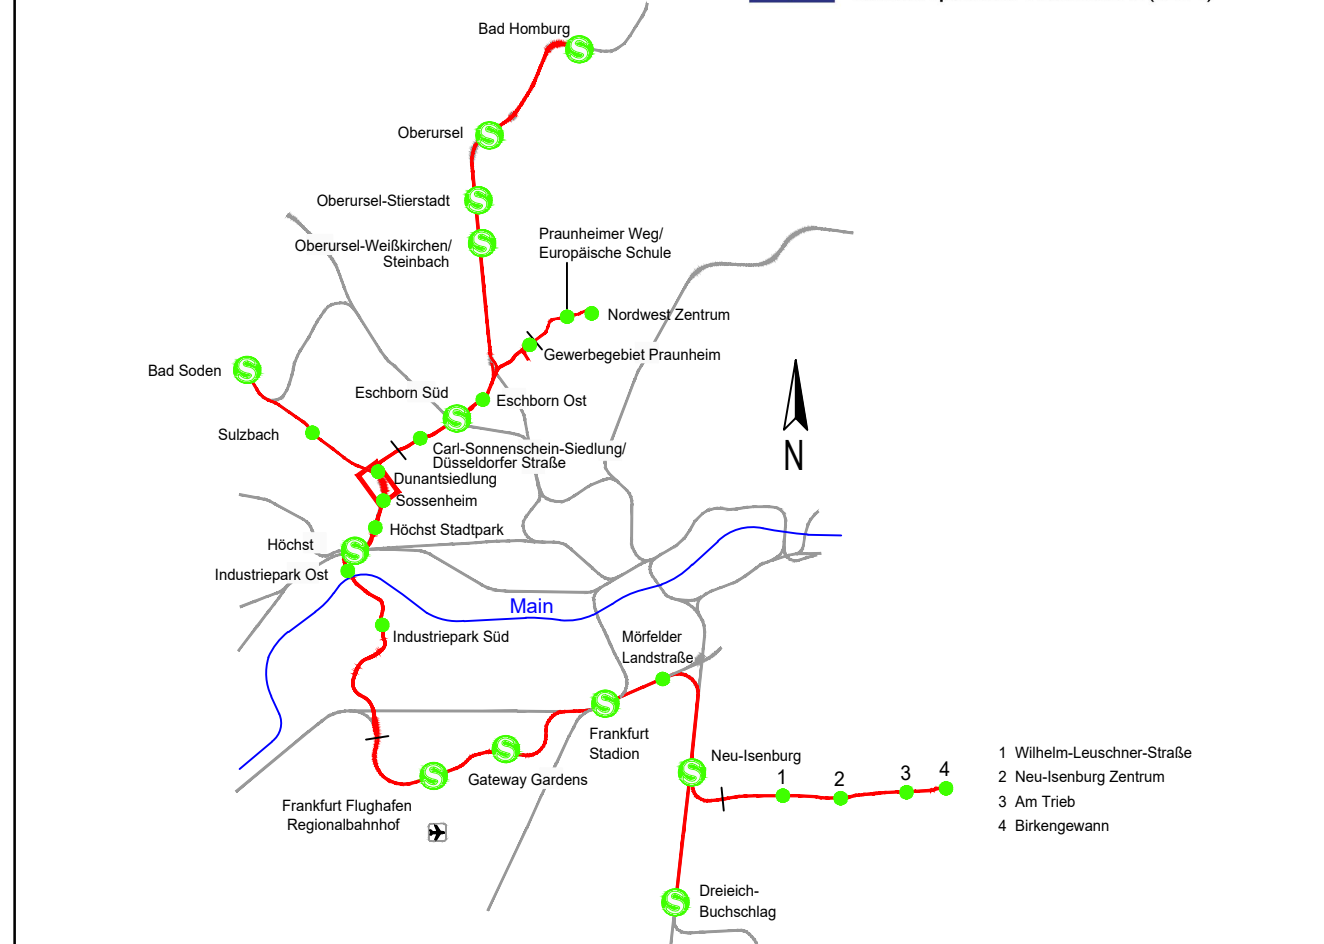 Bad Homburg
S
Oberursel
S
Oberursel-Stierstadt
S
Oberursel-Weißkirchen/
Steinbach
S
Praunheimer Weg/
Europäische Schule
Nordwest Zentrum
Gewerbegebiet Praunheim
Bad Soden
S
Eschborn Süd
S
Eschborn Ost
Sulzbach
Carl-Sonnenschein-Siedlung/
Düsseldorfer Straße
Dunantsiedlung
Sossenheim
Höchst Stadtpark
Höchst
S
Industriepark Ost
N
Main
Industriepark Süd
Mörfelder
Landstraße
S
Frankfurt
Stadion
S
Gateway Gardens
S
Frankfurt Flughafen
Regionalbahnhof
Neu-Isenburg
S
1
2
3
4
1 Wilhelm-Leuschner-Straße
2 Neu-Isenburg Zentrum
3 Am Trieb
4 Birkengewann
S
Dreieich-
Buchschlag